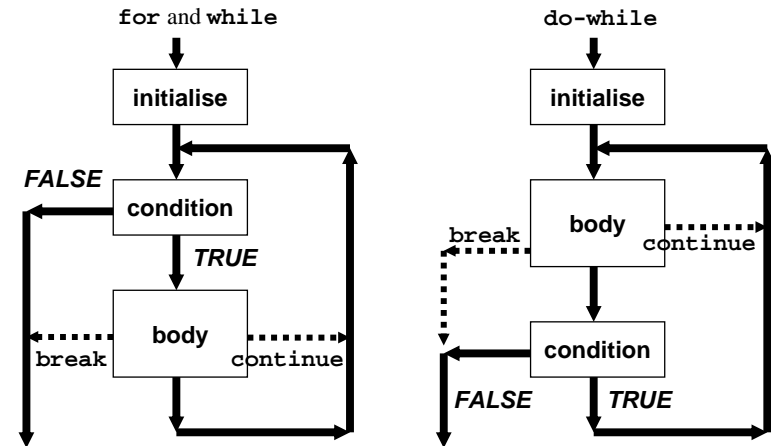 for and while
initialise
FALSE
condition
TRUE
body
break
continue
do-while
initialise
body
break
continue
condition
FALSE
TRUE